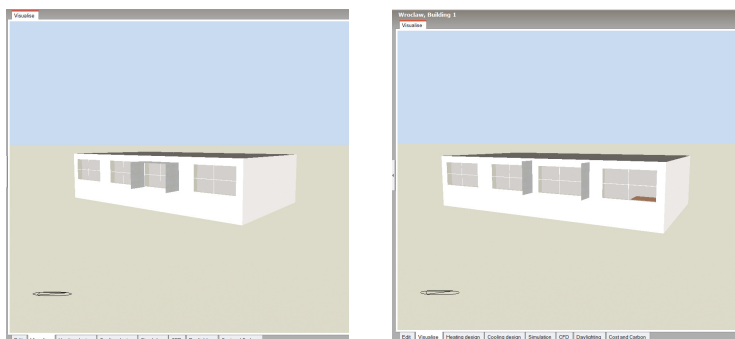 Visualise
Wroclaw, Building 1
Visualise
Edit Visualise Heating design Cooling design Simulation CFD Daylighting Cost and Carbon